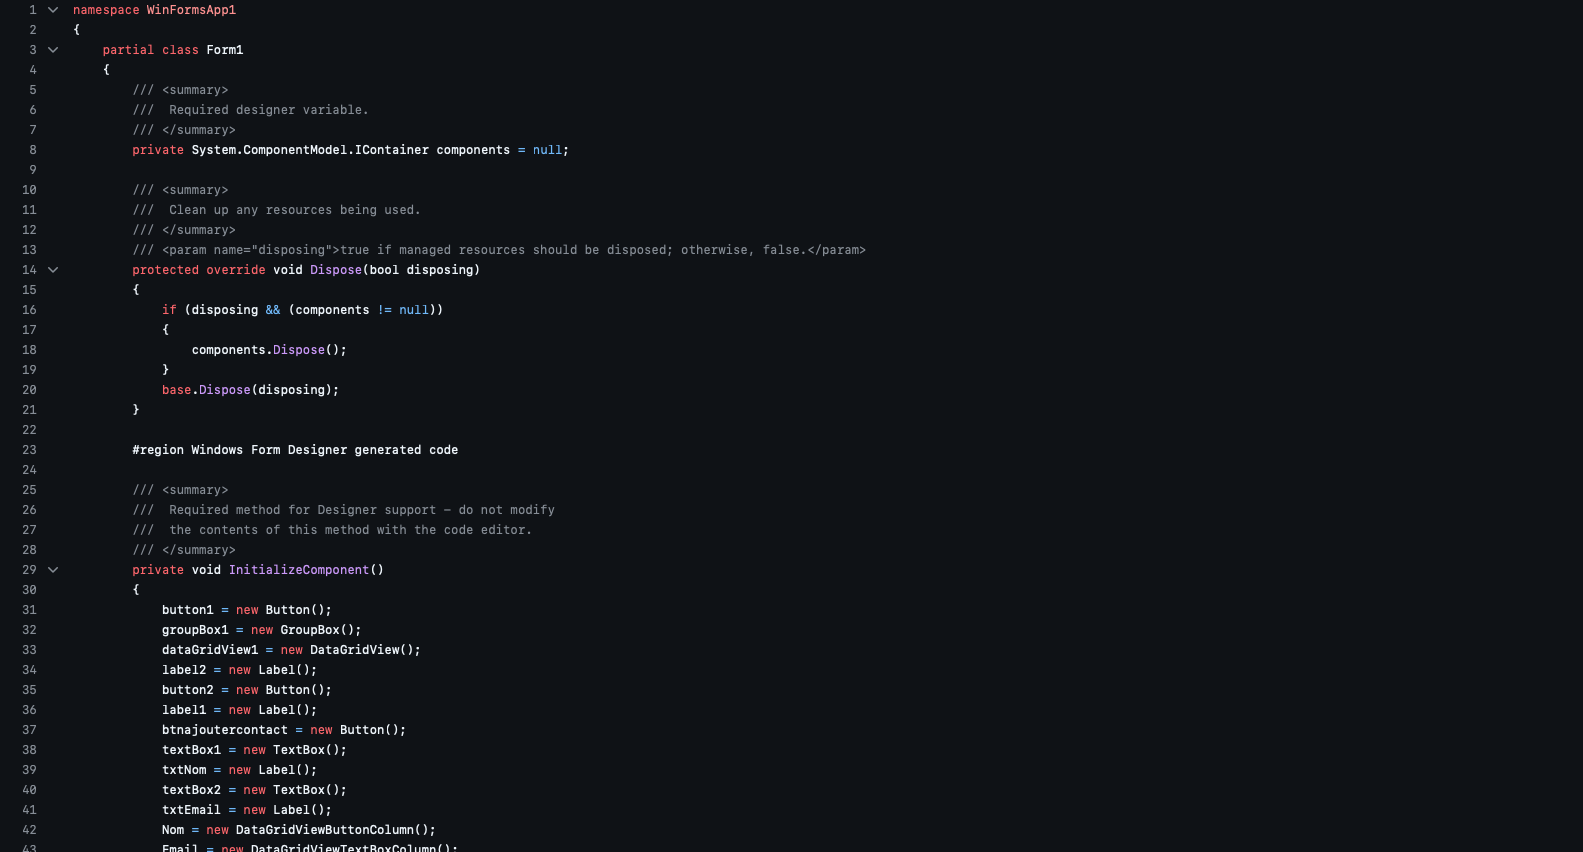 1 namespace WinFormsApp1
2 {
3     partial class Form1
4     {
5         /// <summary>
6         ///  Required designer variable.
7         /// </summary>
8         private System.ComponentModel.IContainer components = null;
9
10         /// <summary>
11         ///  Clean up any resources being used.
12         /// </summary>
13         /// <param name="disposing">true if managed resources should be disposed; otherwise, false.</param>
14         protected override void Dispose(bool disposing)
15         {
16             if (disposing && (components != null))
17             {
18                 components.Dispose();
19             }
20             base.Dispose(disposing);
21         }
22
23         #region Windows Form Designer generated code
24
25         /// <summary>
26         ///  Required method for Designer support – do not modify
27         ///  the contents of this method with the code editor.
28         /// </summary>
29         private void InitializeComponent()
30         {
31             button1 = new Button();
32             groupBox1 = new GroupBox();
33             dataGridView1 = new DataGridView();
34             label2 = new Label();
35             button2 = new Button();
36             label1 = new Label();
37             btnajoutercontact = new Button();
38             textBox1 = new TextBox();
39             txtNom = new Label();
40             textBox2 = new TextBox();
41             txtEmail = new Label();
42             Nom = new DataGridViewButtonColumn();
43             Email = new DataGridViewTextBoxColumn();